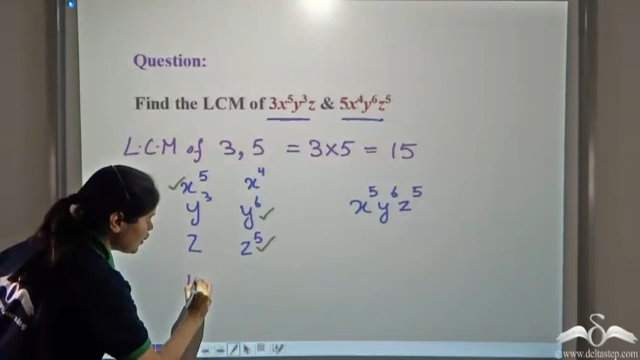 Question:
Find the LCM of 3x⁵y³z & 5x⁴y⁶z⁵
L.C.M of 3, 5 = 3×5 = 15
✓x⁵ x⁴
y³ y⁶✓
z z⁵✓
x⁵y⁶z⁵
©www.deltastep.com